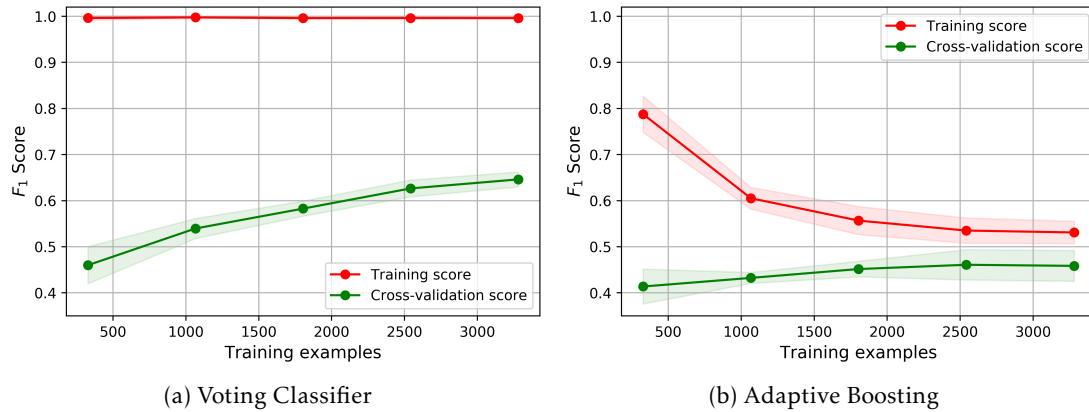 1.0
0.9
0.8
0.7
0.6
0.5
0.4
F1 Score
Training score
Cross-validation score
500 1000 1500 2000 2500 3000
Training examples
(a) Voting Classifier
1.0
0.9
0.8
0.7
0.6
0.5
0.4
F1 Score
Training score
Cross-validation score
500 1000 1500 2000 2500 3000
Training examples
(b) Adaptive Boosting